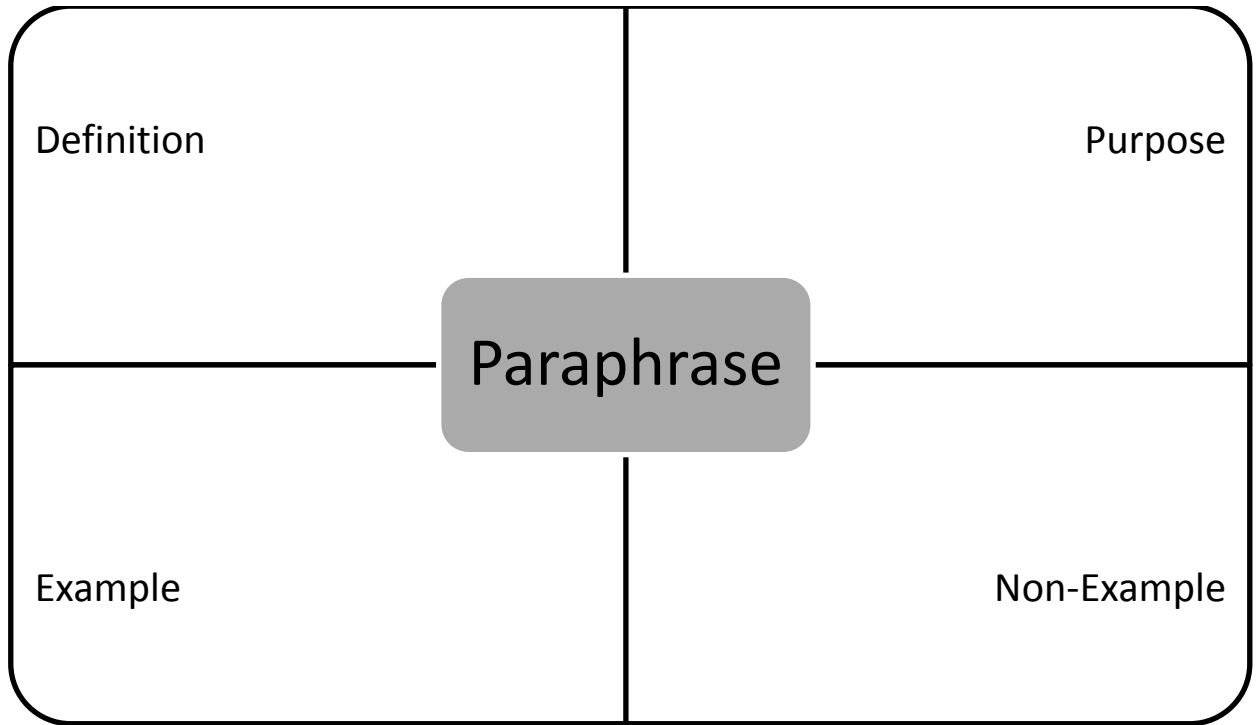 Definition
Purpose
Paraphrase
Example
Non-Example